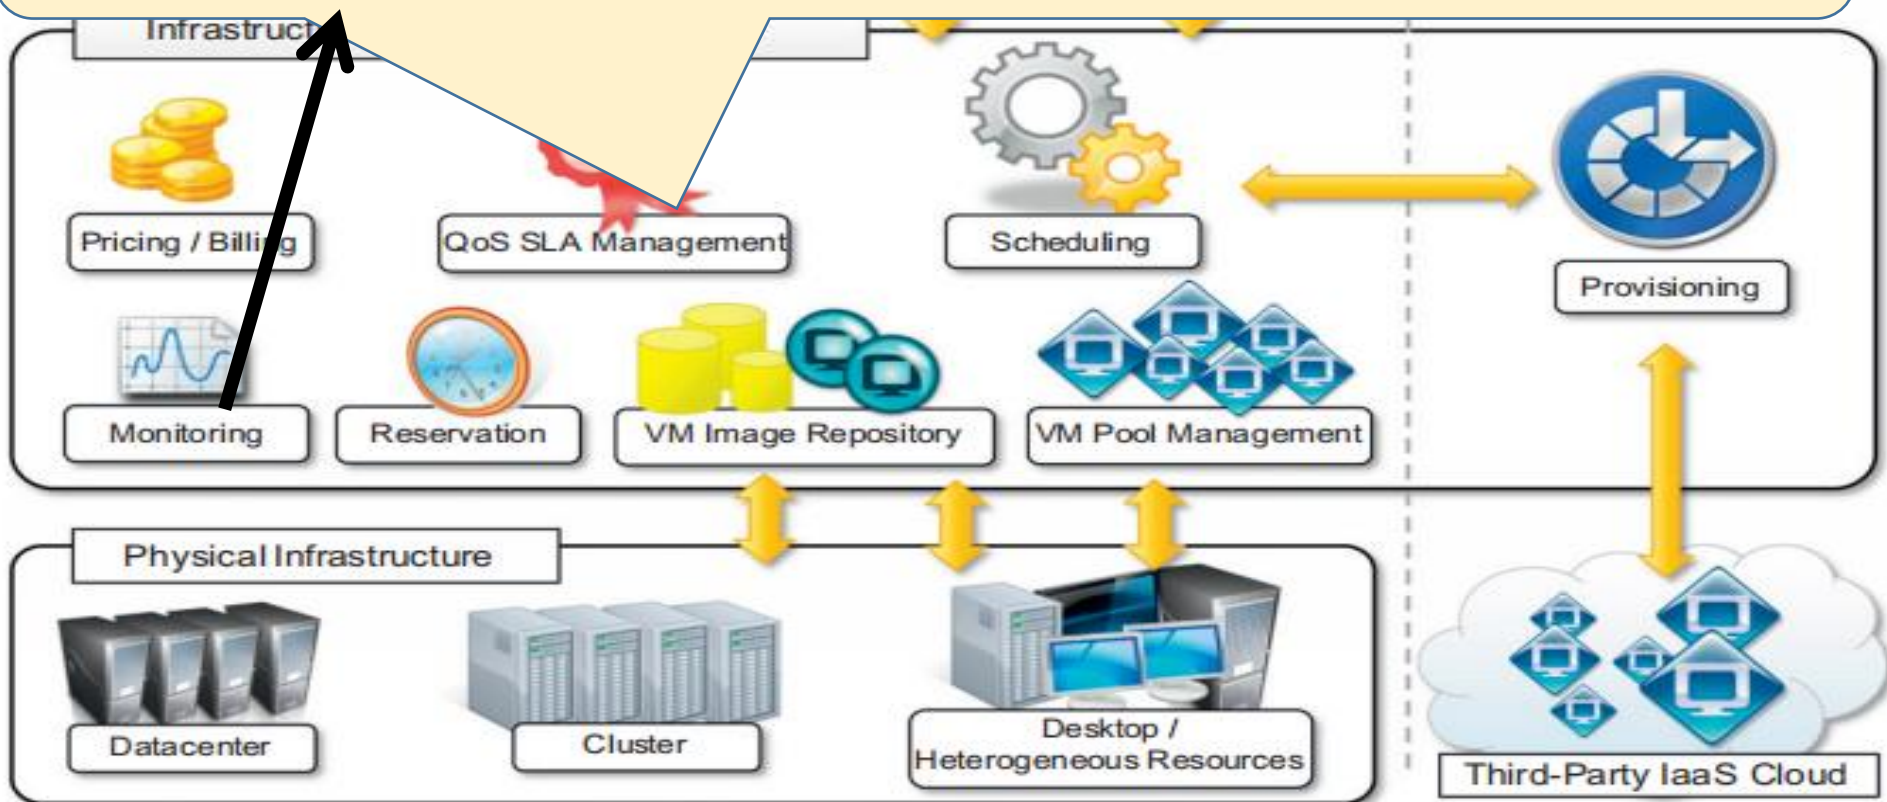 Infrastruct
Pricing / Billing
QoS SLA Management
Scheduling
Provisioning
Monitoring
Reservation
VM Image Repository
VM Pool Management
Physical Infrastructure
Datacenter
Cluster
Desktop /
Heterogeneous Resources
Third-Party IaaS Cloud